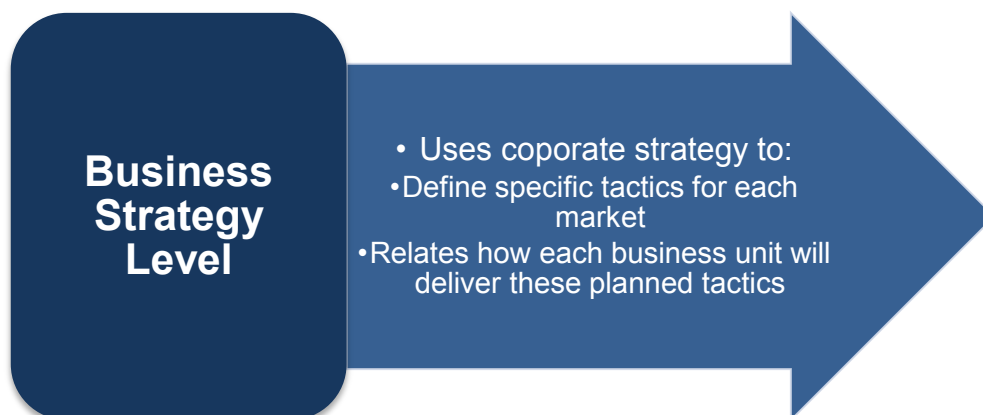 Business
Strategy
Level
• Uses coporate strategy to:
•Define specific tactics for each
market
•Relates how each business unit will
deliver these planned tactics